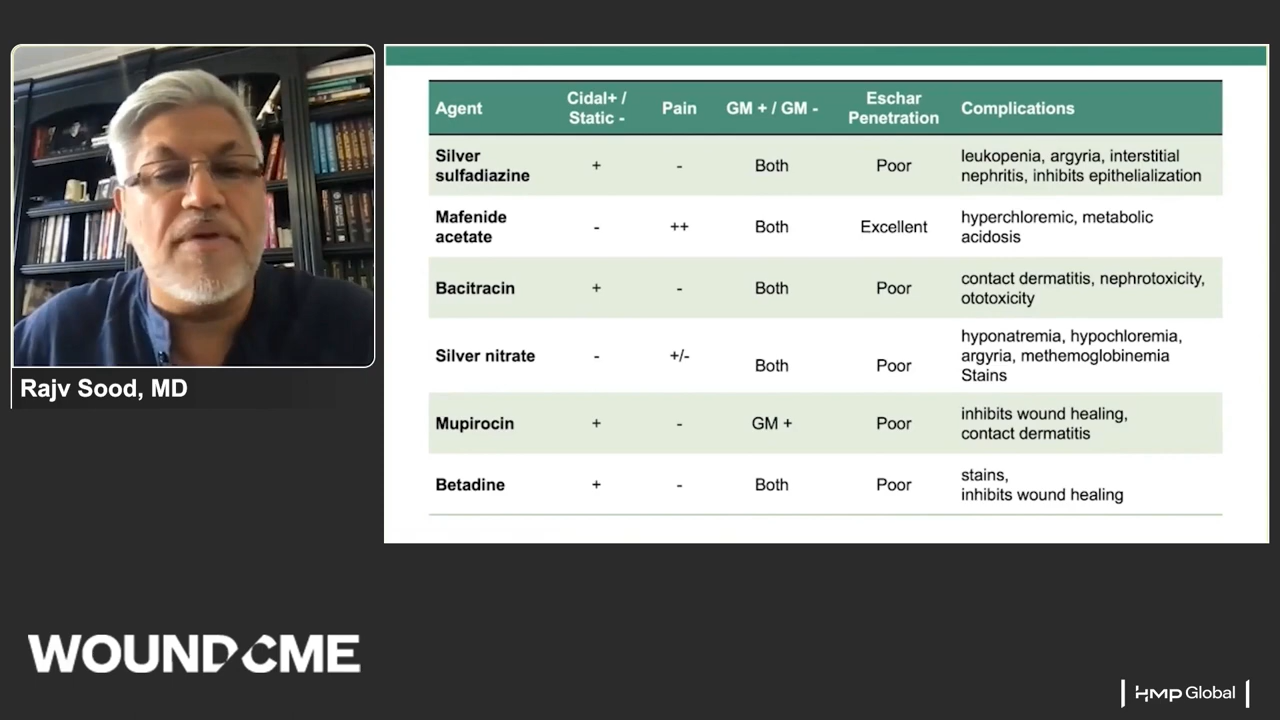 Agent Cidal+ / Static - Pain GM + / GM - Eschar Penetration Complications
Silver sulfadiazine + - Both Poor leukopenia, argyria, interstitial nephritis, inhibits epithelialization
Mafenide acetate - ++ Both Excellent hyperchloremic, metabolic acidosis
Bacitracin + - Both Poor contact dermatitis, nephrotoxicity, ototoxicity
Silver nitrate - +/- Both Poor hyponatremia, hypochloremia, argyria, methemoglobinemia Stains
Mupirocin + - GM + Poor inhibits wound healing, contact dermatitis
Betadine + - Both Poor stains, inhibits wound healing
Rajv Sood, MD
WOUNDCME
HMP Global